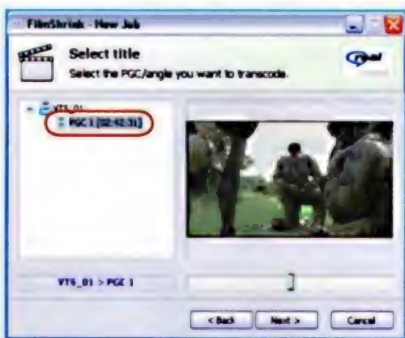 FilmShrink - New Job
Select title
Select the PGC/angle you want to transcode.
VTS_01
PGC 1 [02:42:31]
VTS_01 > PGC 1
< Back
Next >
Cancel